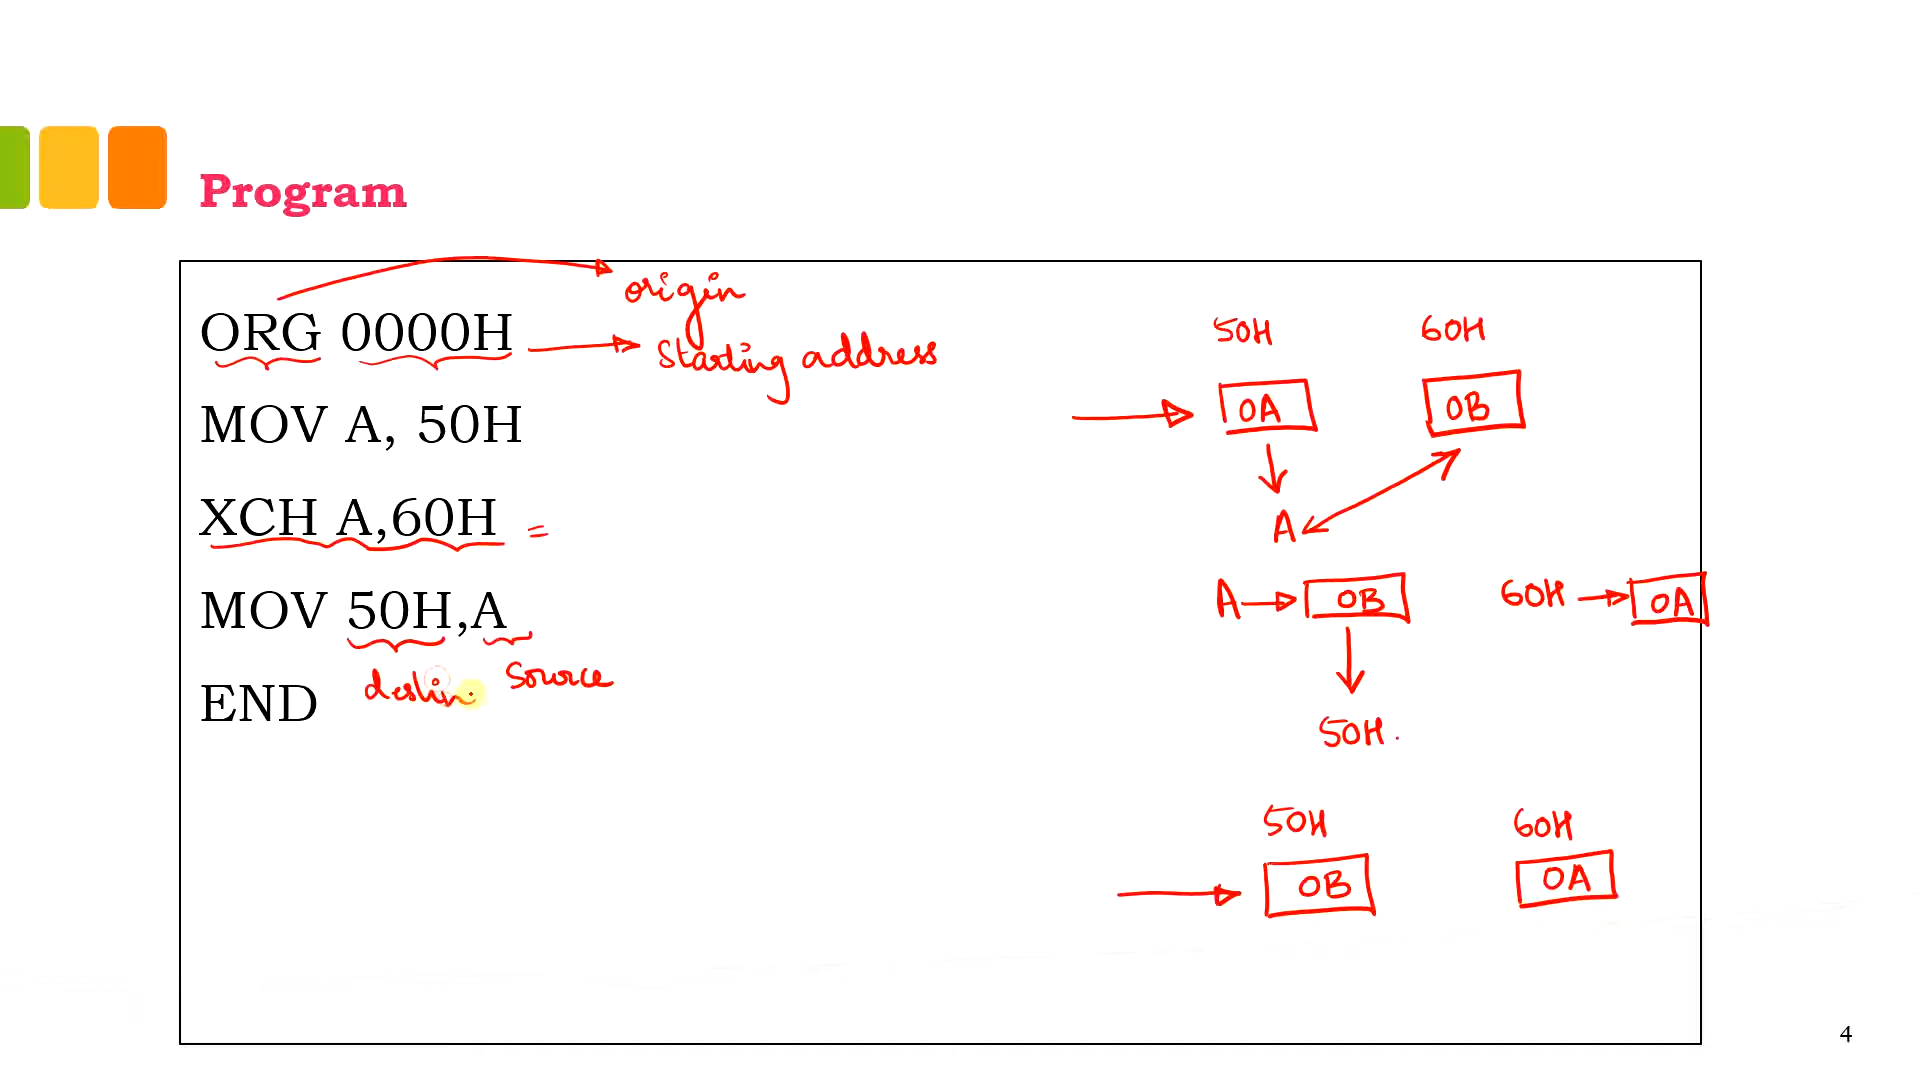 Program
ORG 0000H
origin
Starting address
MOV A, 50H
XCH A,60H =
MOV 50H,A
destin
Source
END
50H 60H
0A 0B
A
A 0B 60H 0A
50H.
50H 60H
0B 0A
4